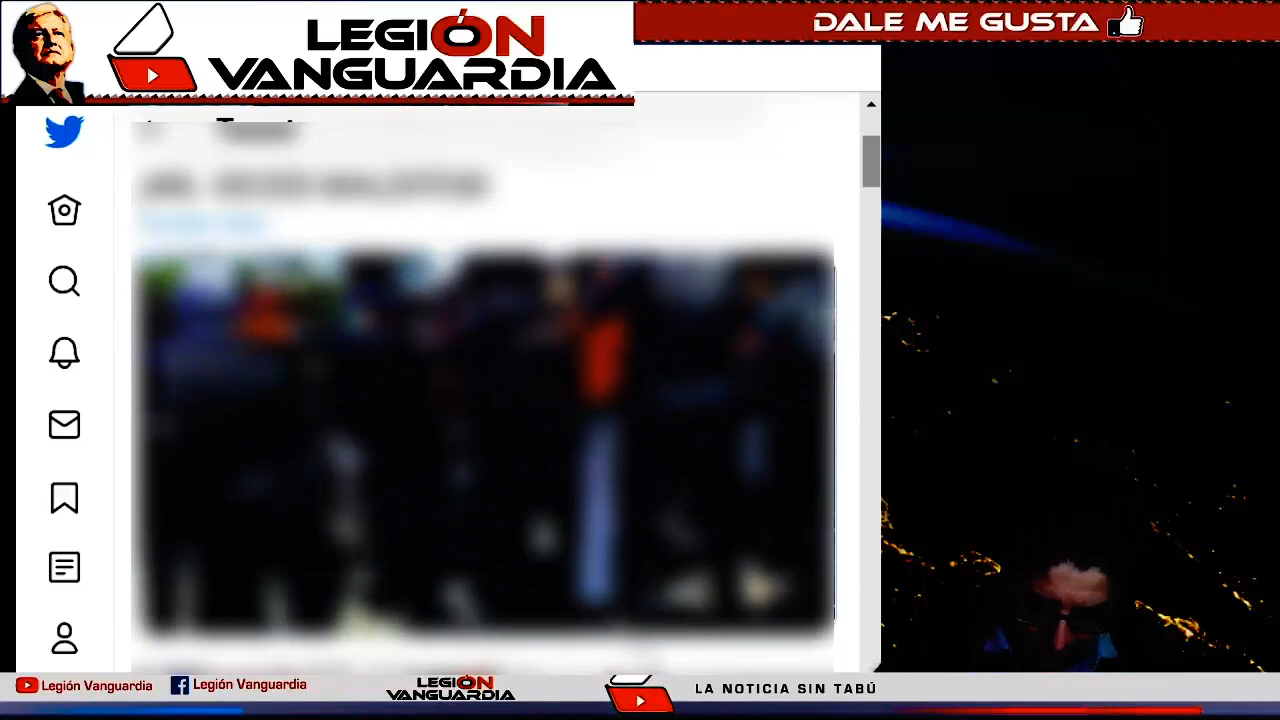 LEGIÓN
VANGUARDIA
DALE ME GUSTA
Legión Vanguardia
Legión Vanguardia
LEGIÓN
VANGUARDIA
LA NOTICIA SIN TABÚ